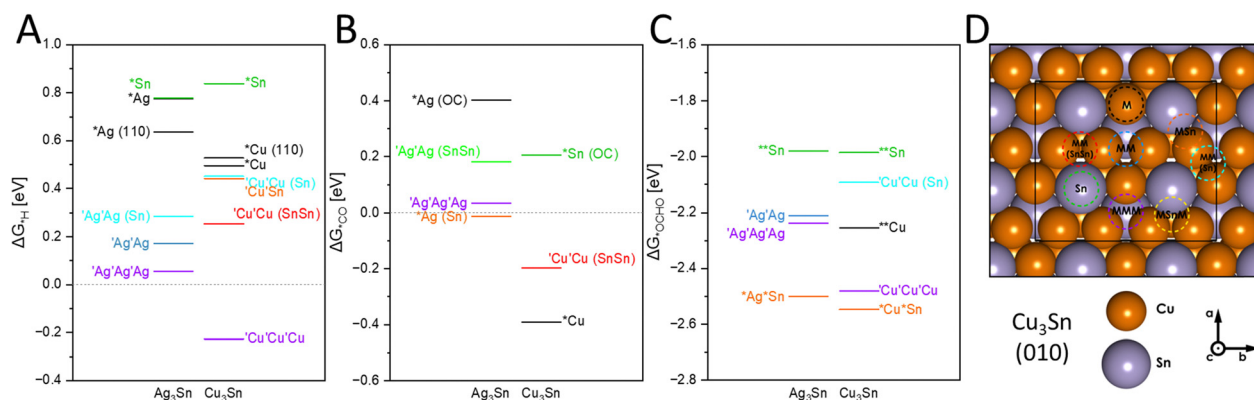 A
ΔG*H [eV]
1.0
0.8
0.6
0.4
0.2
0.0
−0.2
−0.4
*Sn
*Ag
*Ag (110)
'Ag'Ag (Sn)
'Ag'Ag
'Ag'Ag'Ag
*Sn
*Cu (110)
*Cu
'Cu'Cu (Sn)
'Cu'Sn
'Cu'Cu (SnSn)
'Cu'Cu'Cu
Ag₃Sn Cu₃Sn
B
ΔG*CO [eV]
0.6
0.4
0.2
0.0
−0.2
−0.4
−0.6
*Ag (OC)
'Ag'Ag (SnSn)
'Ag'Ag'Ag
*Ag (Sn)
*Sn (OC)
'Cu'Cu (SnSn)
*Cu
Ag₃Sn Cu₃Sn
C
ΔG*OCHO [eV]
−1.6
−1.8
−2.0
−2.2
−2.4
−2.6
−2.8
**Sn
'Ag'Ag
'Ag'Ag'Ag
*Ag*Sn
**Sn
'Cu'Cu (Sn)
**Cu
'Cu'Cu'Cu
*Cu*Sn
Ag₃Sn Cu₃Sn
D
M
MSn
MM
(SnSn)
MM
MM
(Sn)
Sn
MMM
MSnM
Cu₃Sn
(010)
Cu
Sn
a
c
b